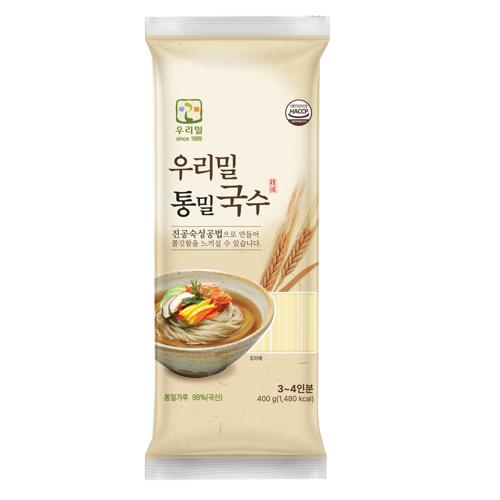 우리밀
since 1989
HACCP
우리밀
통밀국수
진공숙성공법으로 만들어
쫄깃함을 느끼실 수 있습니다.
조리예
3~4인분
400 g(1,480 kcal)
통밀가루 98%(국산)